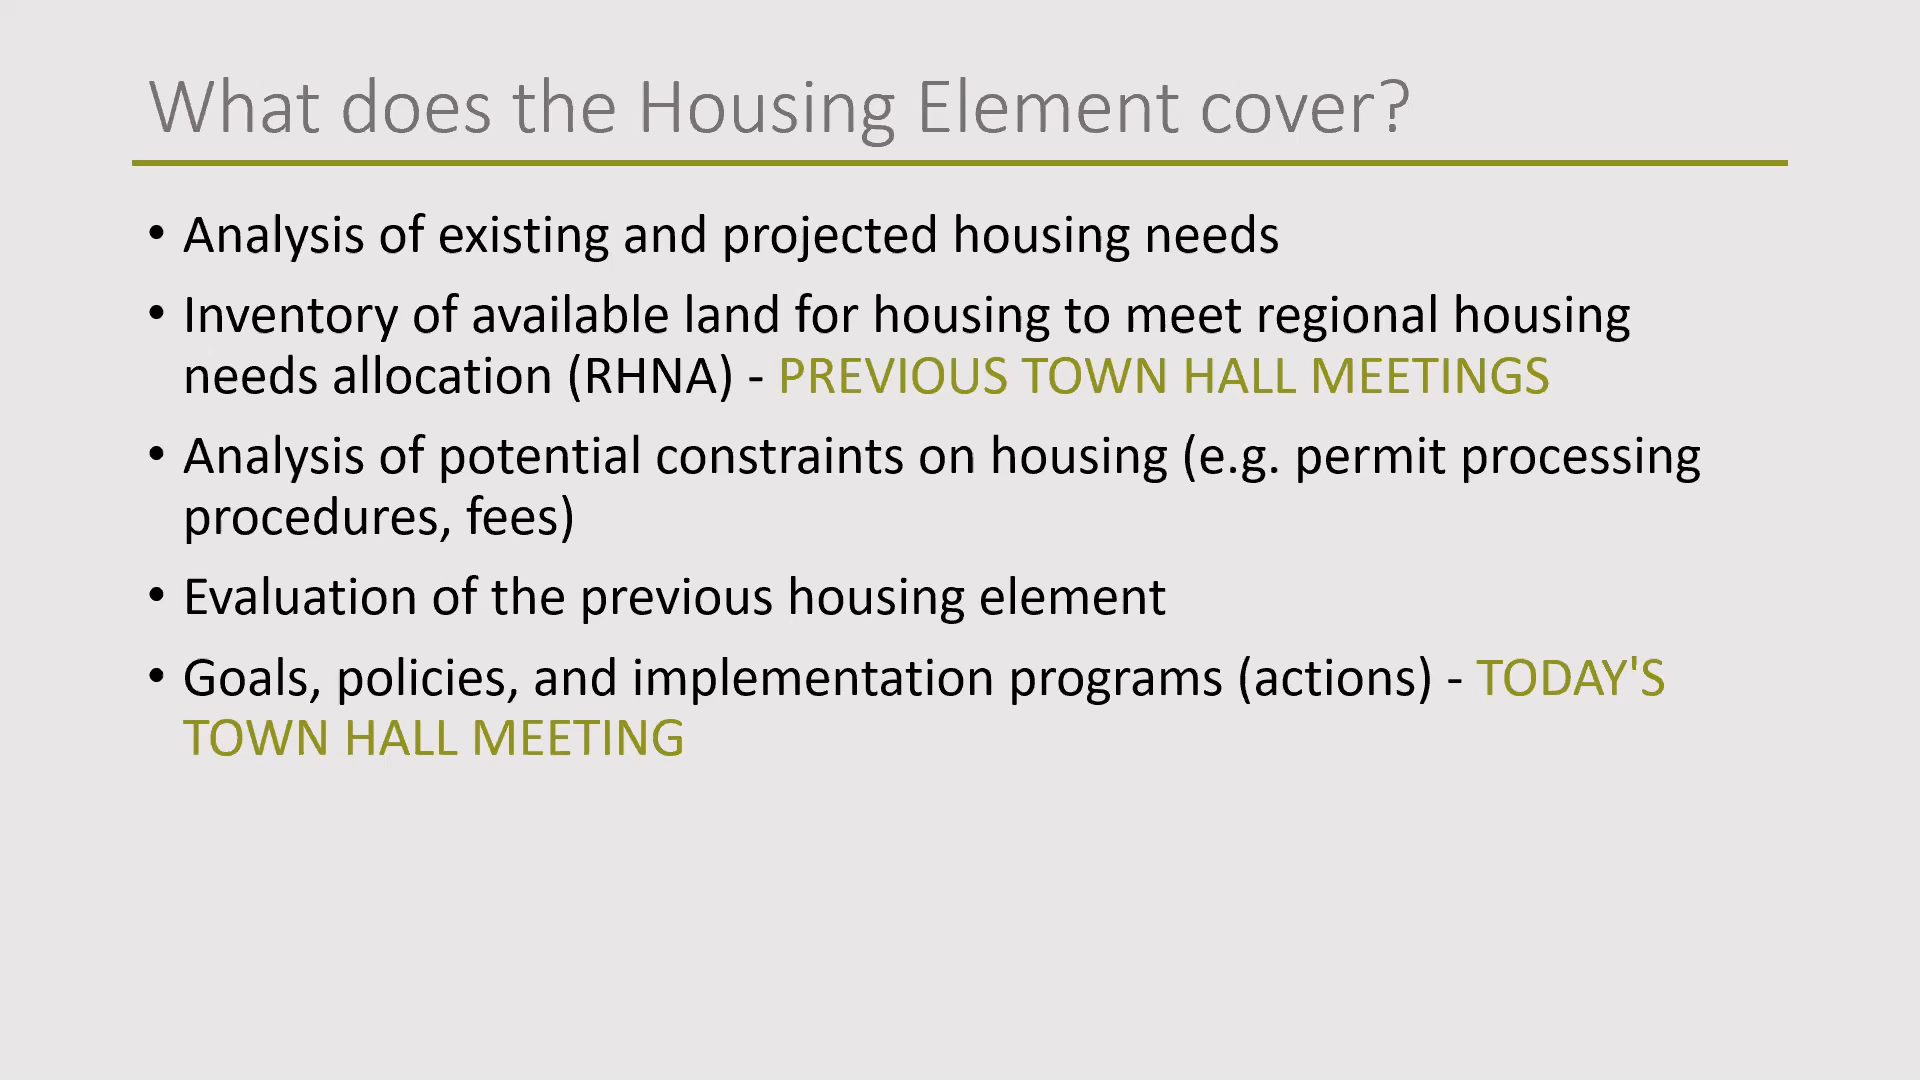 What does the Housing Element cover?
• Analysis of existing and projected housing needs
• Inventory of available land for housing to meet regional housing
needs allocation (RHNA) - PREVIOUS TOWN HALL MEETINGS
• Analysis of potential constraints on housing (e.g. permit processing
procedures, fees)
• Evaluation of the previous housing element
• Goals, policies, and implementation programs (actions) - TODAY'S
TOWN HALL MEETING